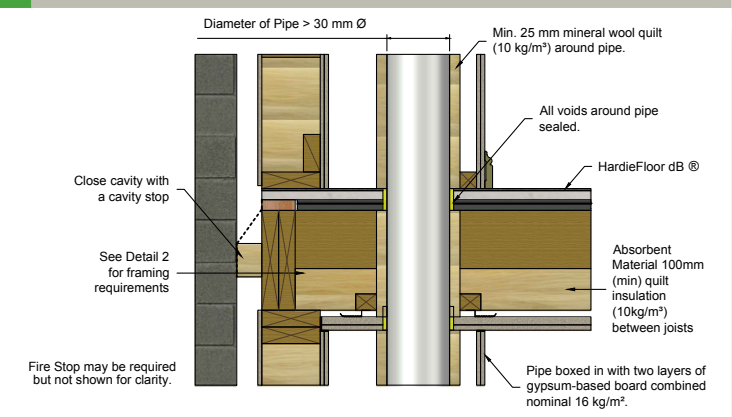 Diameter of Pipe > 30 mm Ø
Min. 25 mm mineral wool quilt
(10 kg/m³) around pipe.
All voids around pipe
sealed.
HardieFloor dB ®
Close cavity with
a cavity stop
See Detail 2
for framing
requirements
Absorbent
Material 100mm
(min) quilt
insulation
(10kg/m³)
between joists
Fire Stop may be required
but not shown for clarity.
Pipe boxed in with two layers of
gypsum-based board combined
nominal 16 kg/m².